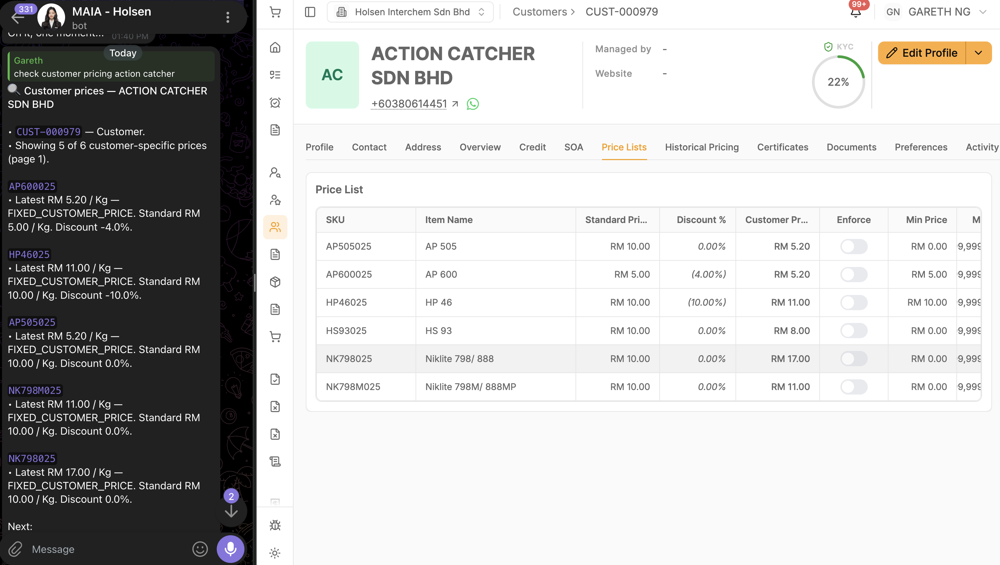 331
MAIA - Holsen
bot
On it, one moment... 01:40 PM
Today
Gareth
check customer pricing action catcher
Customer prices — ACTION CATCHER
SDN BHD
• CUST-000979 — Customer.
• Showing 5 of 6 customer-specific prices
(page 1).
AP600025
• Latest RM 5.20 / Kg —
FIXED_CUSTOMER_PRICE. Standard RM
5.00 / Kg. Discount -4.0%.
HP46025
• Latest RM 11.00 / Kg —
FIXED_CUSTOMER_PRICE. Standard RM
10.00 / Kg. Discount -10.0%.
AP505025
• Latest RM 5.20 / Kg —
FIXED_CUSTOMER_PRICE. Standard RM
10.00 / Kg. Discount 0.0%.
NK798M025
• Latest RM 11.00 / Kg —
FIXED_CUSTOMER_PRICE. Standard RM
10.00 / Kg. Discount 0.0%.
NK798025
• Latest RM 17.00 / Kg —
FIXED_CUSTOMER_PRICE. Standard RM
10.00 / Kg. Discount 0.0%.
2
Next:
Message
Holsen Interchem Sdn Bhd
Customers > CUST-000979
99+
GN GARETH NG
AC
ACTION CATCHER
SDN BHD
+60380614451
Managed by -
Website -
KYC
22%
Edit Profile
Profile Contact Address Overview Credit SOA Price Lists Historical Pricing Certificates Documents Preferences Activity
Price List
SKU Item Name Standard Pri... Discount % Customer Pr... Enforce Min Price M
AP505025 AP 505 RM 10.00 0.00% RM 5.20 RM 0.00 9,999
AP600025 AP 600 RM 5.00 (4.00%) RM 5.20 RM 5.00 9,999
HP46025 HP 46 RM 10.00 (10.00%) RM 11.00 RM 10.00 9,999
HS93025 HS 93 RM 10.00 0.00% RM 8.00 RM 0.00 9,999
NK798025 Niklite 798/ 888 RM 10.00 0.00% RM 17.00 RM 0.00 9,999
NK798M025 Niklite 798M/ 888MP RM 10.00 0.00% RM 11.00 RM 0.00 9,999